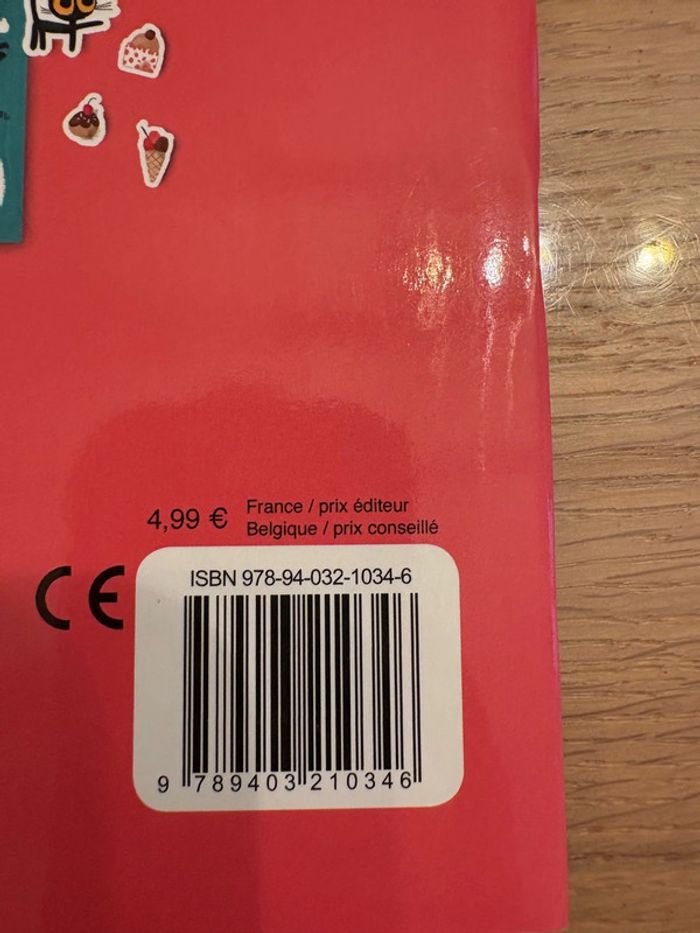 4,99 €
France / prix éditeur
Belgique / prix conseillé
CE
ISBN 978-94-032-1034-6
9 789403 210346